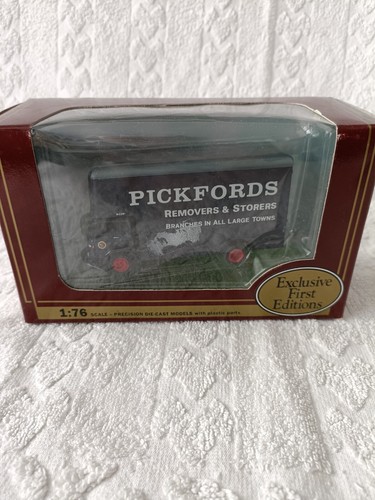 PICKFORDS
REMOVERS & STORERS
BRANCHES IN ALL LARGE TOWNS
Exclusive
First
Editions
1:76 SCALE - PRECISION DIE-CAST MODELS with plastic parts.